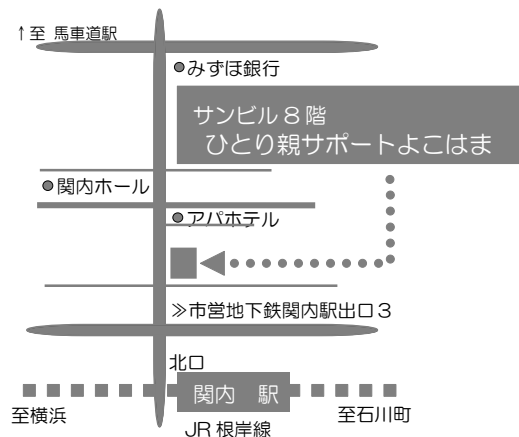 ↑至 馬車道駅
みずほ銀行
サンビル8階
ひとり親サポートよこはま
関内ホール
アパホテル
≫市営地下鉄関内駅出口3
北口
関内 駅
至横浜
至石川町
JR根岸線